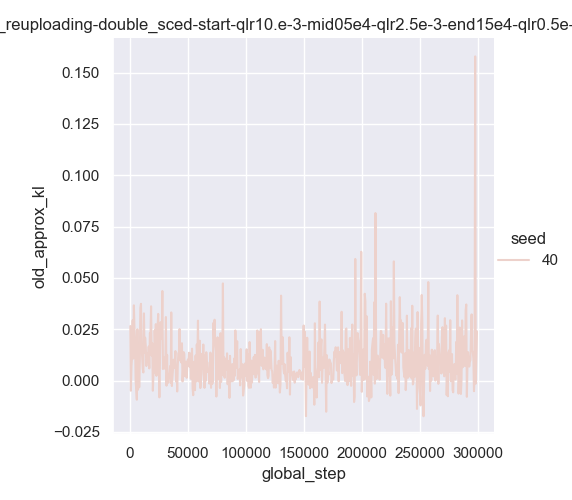 _reuploading-double_sced-start-qlr10.e-3-mid05e4-qlr2.5e-3-end15e4-qlr0.5e-
0.150
0.125
0.100
0.075
0.050
0.025
0.000
−0.025
old_approx_kl
seed
40
0 50000 100000 150000 200000 250000 300000
global_step